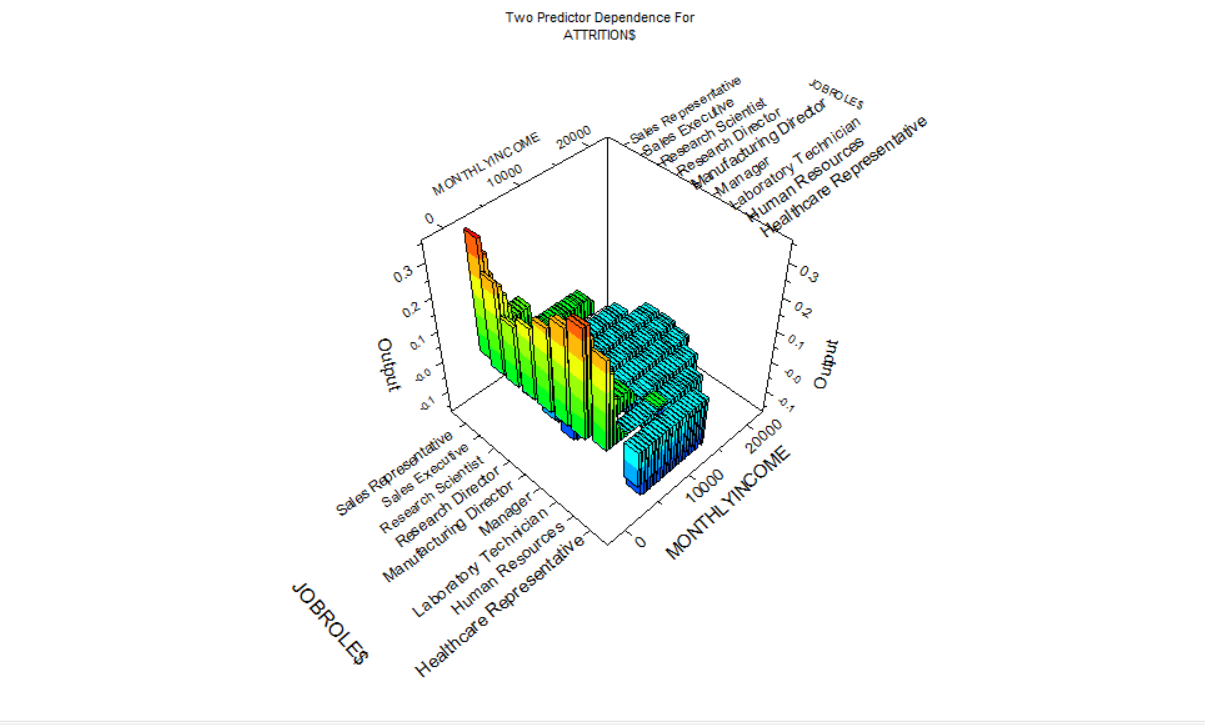 Two Predictor Dependence For
ATTRITION$
JOBROLE$
Sales Representative
Sales Executive
Research Scientist
Research Director
Manufacturing Director
Manager
Laboratory Technician
Human Resources
Healthcare Representative
MONTHLYINCOME
20000
10000
0
0.3
0.2
0.1
-0.0
-0.1
Output
0.3
0.2
0.1
-0.0
-0.1
Output
Sales Representative
Sales Executive
Research Scientist
Research Director
Manufacturing Director
Manager
Laboratory Technician
Human Resources
Healthcare Representative
JOBROLE$
20000
10000
0
MONTHLYINCOME